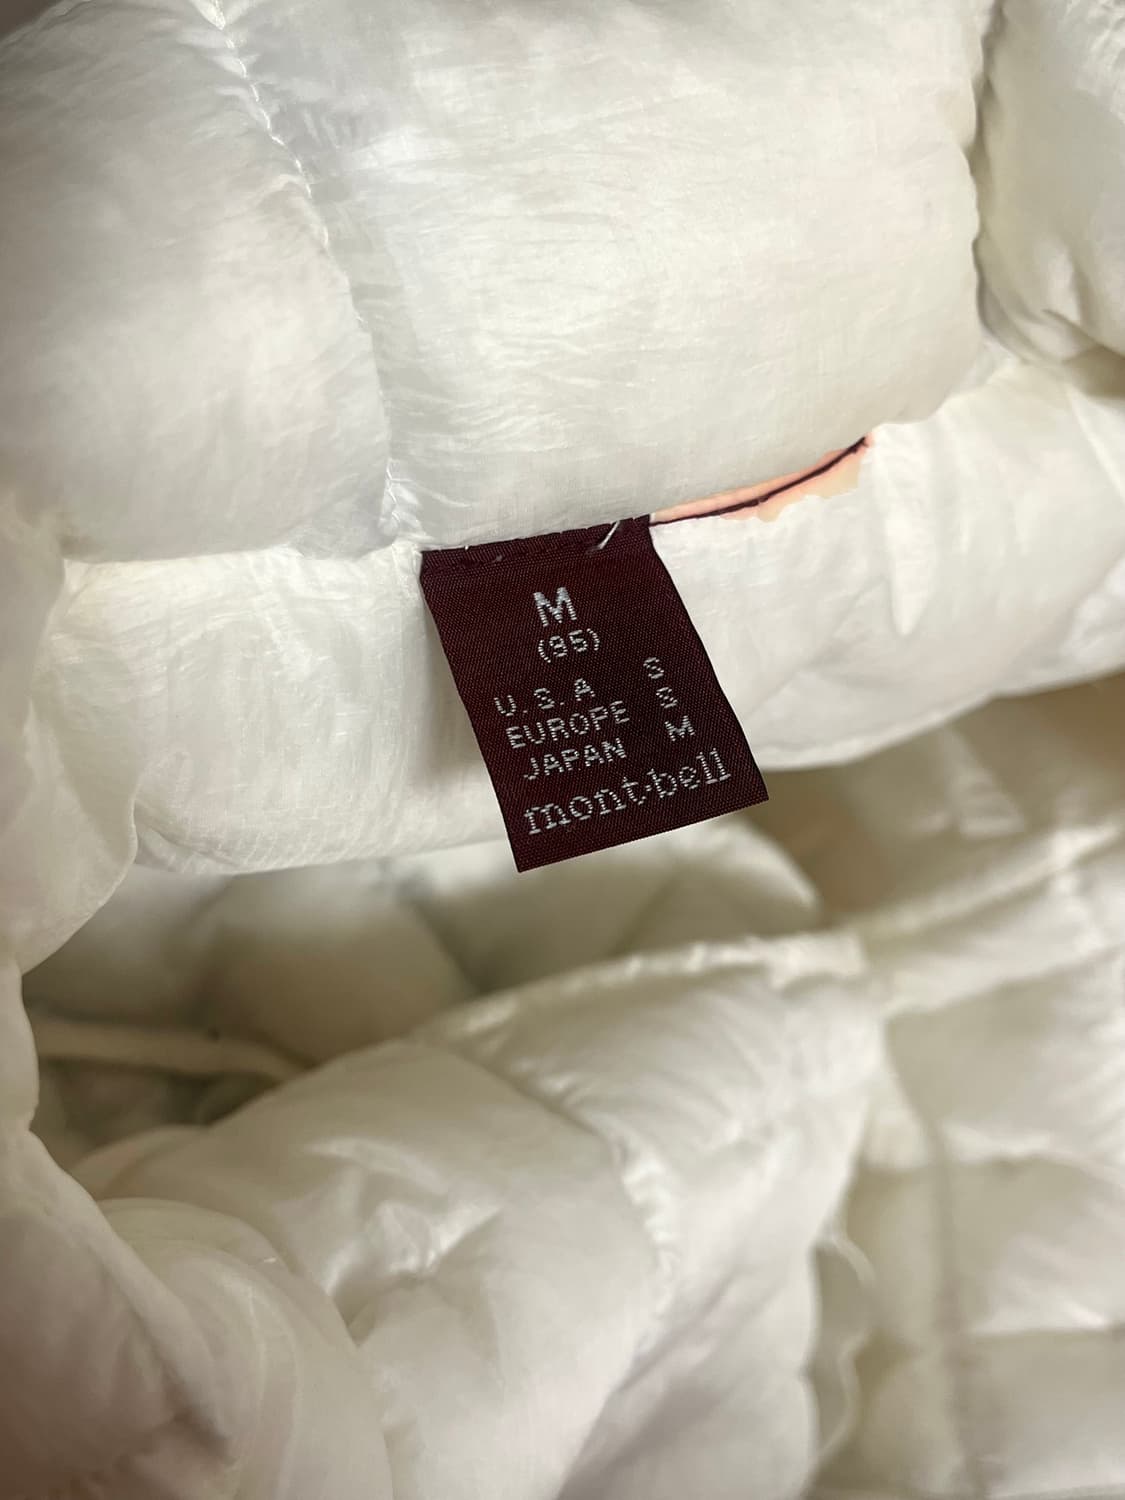 M
(95)
U.S.A S
EUROPE S
JAPAN M
mont·bell